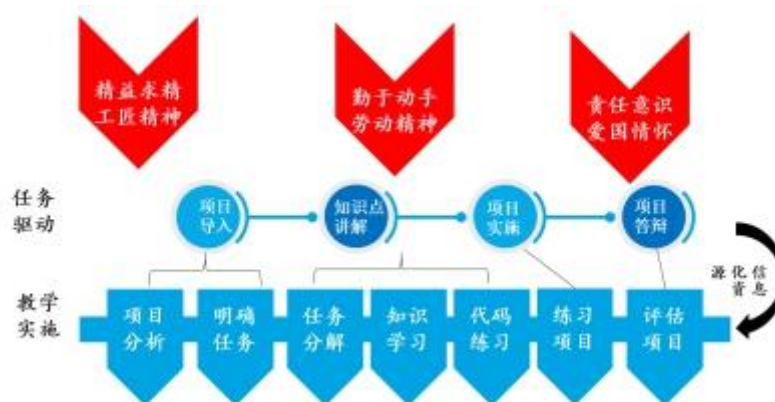 精益求精
工匠精神
勤于动手
劳动精神
责任意识
爱国情怀
任务
驱动
项目
导入
知识点
讲解
项目
实施
项目
答辩
信息
化资
源
教学
实施
项目
分析
明确
任务
任务
分解
知识
学习
代码
练习
练习
项目
评估
项目